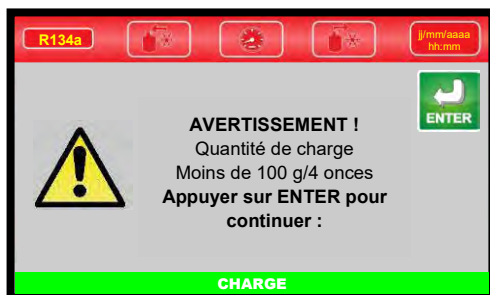 R134a
jj/mm/aaaa
hh:mm
ENTER
AVERTISSEMENT !
Quantité de charge
Moins de 100 g/4 onces
Appuyer sur ENTER pour
continuer :
CHARGE